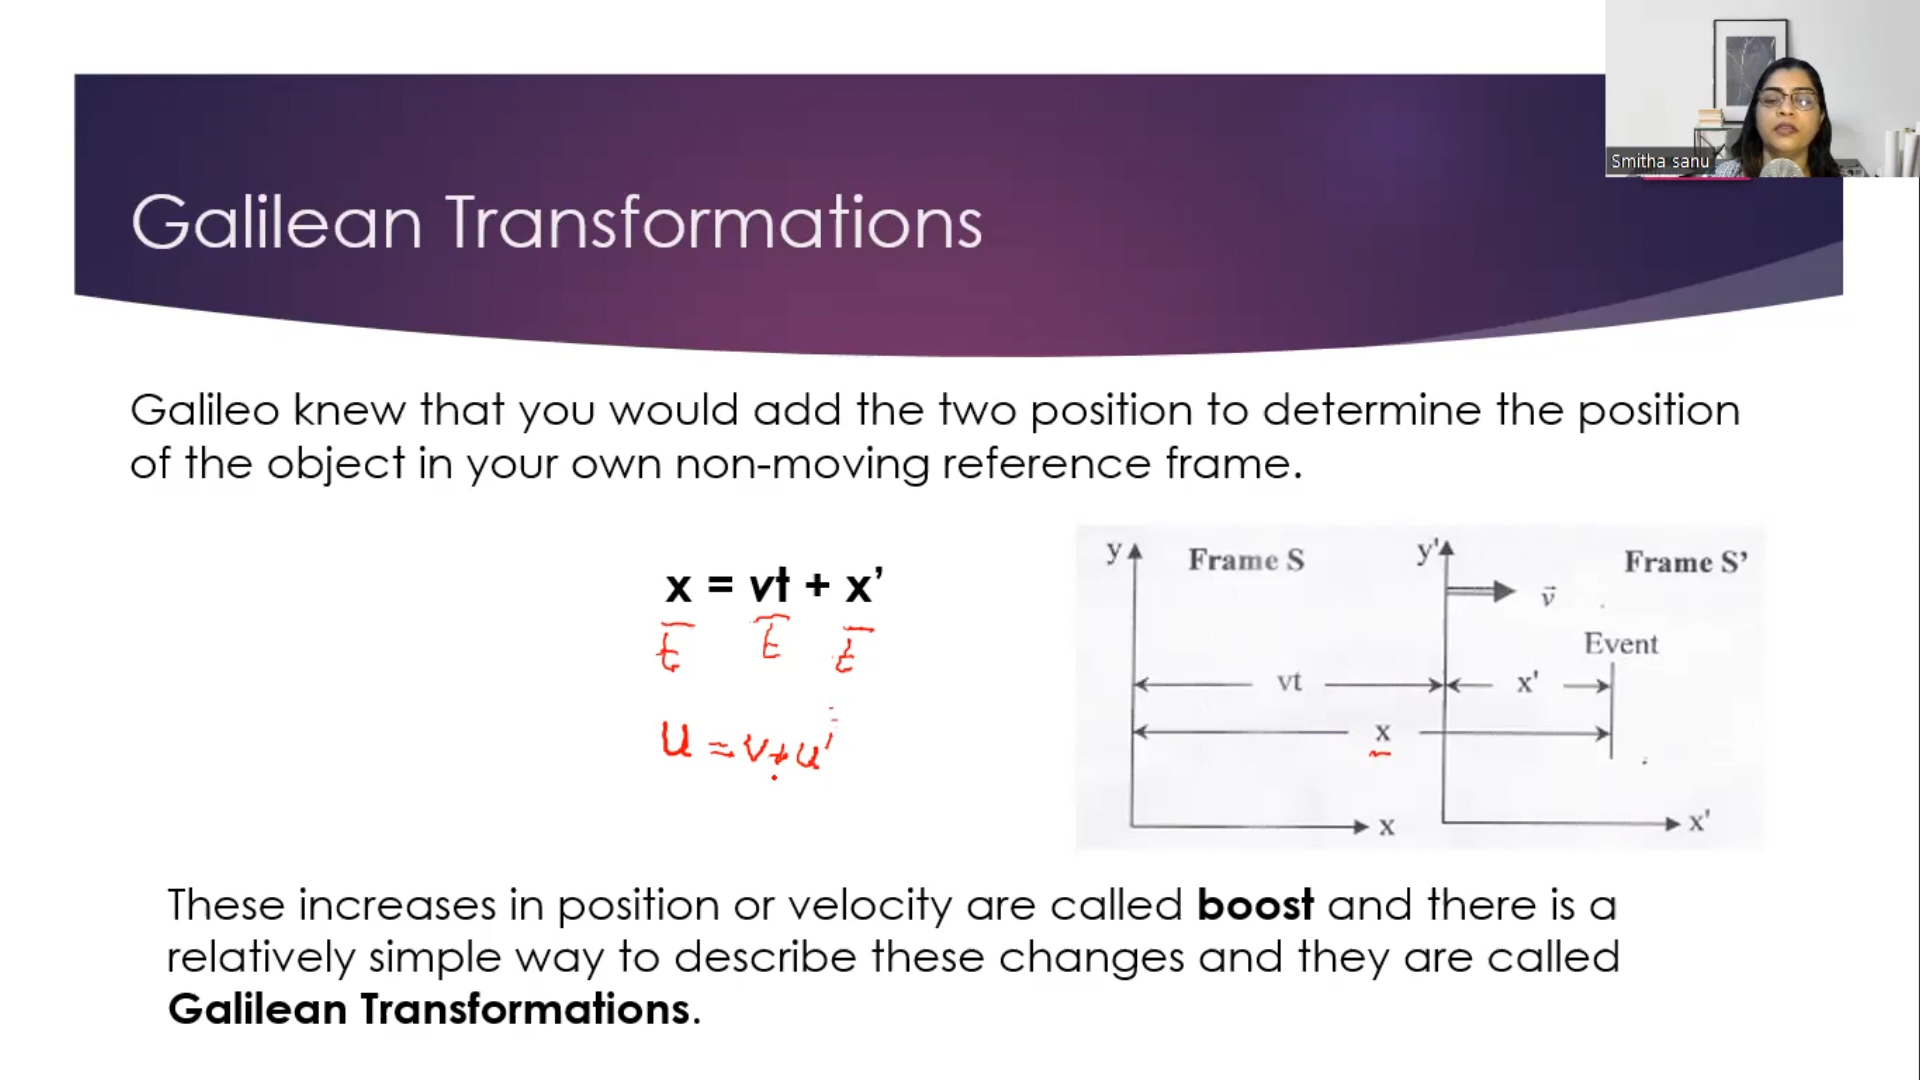 Smitha sanu
Galilean Transformations
Galileo knew that you would add the two position to determine the position
of the object in your own non-moving reference frame.
x = vt + x’
t t t
u = v+u'
y Frame S y' Frame S’
v⃗
Event
vt x'
x
x x'
These increases in position or velocity are called boost and there is a
relatively simple way to describe these changes and they are called
Galilean Transformations.